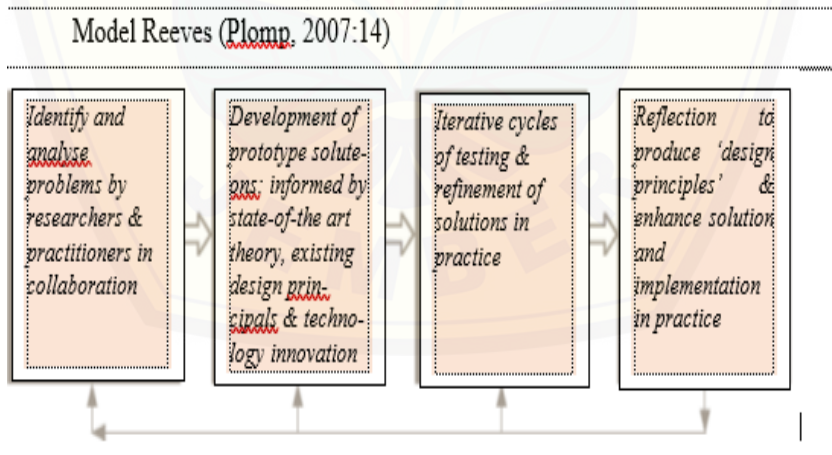 Model Reeves (Plomp, 2007:14)
Identify and
analyse
problems by
researchers &
practitioners in
collaboration
Development of
prototype solute-
ons; informed by
state-of-the art
theory, existing
design prin-
cipals & techno-
logy innovation
Iterative cycles
of testing &
refinement of
solutions in
practice
Reflection to
produce ‘design
principles’ &
enhance solution
and
implementation
in practice